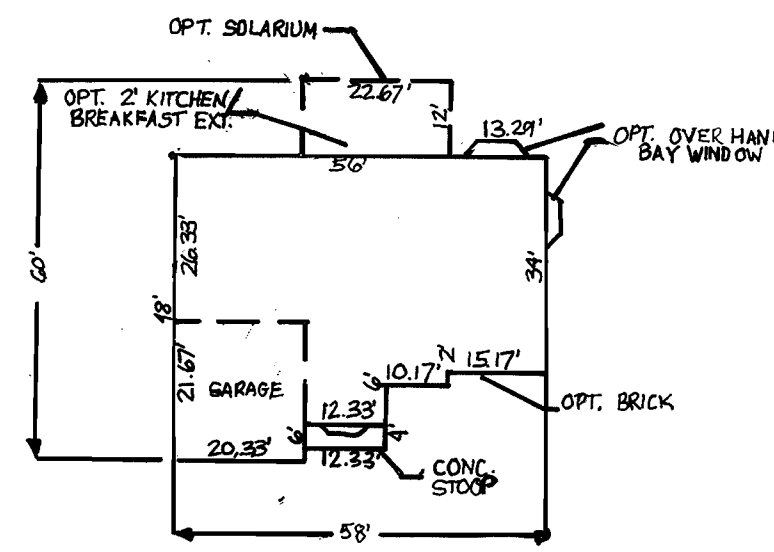 OPT. SOLARIUM
22.67'
OPT. 2' KITCHEN/
BREAKFAST EXT.
12'
13.29'
OPT. OVER HAN
BAY WINDOW
56'
26.33'
60'
34'
48'
21.67'
GARAGE
6'
10.17'
2
15.17'
12.33'
OPT. BRICK
6'
4'
20.33'
12.33'
CONC.
STOOP
58'